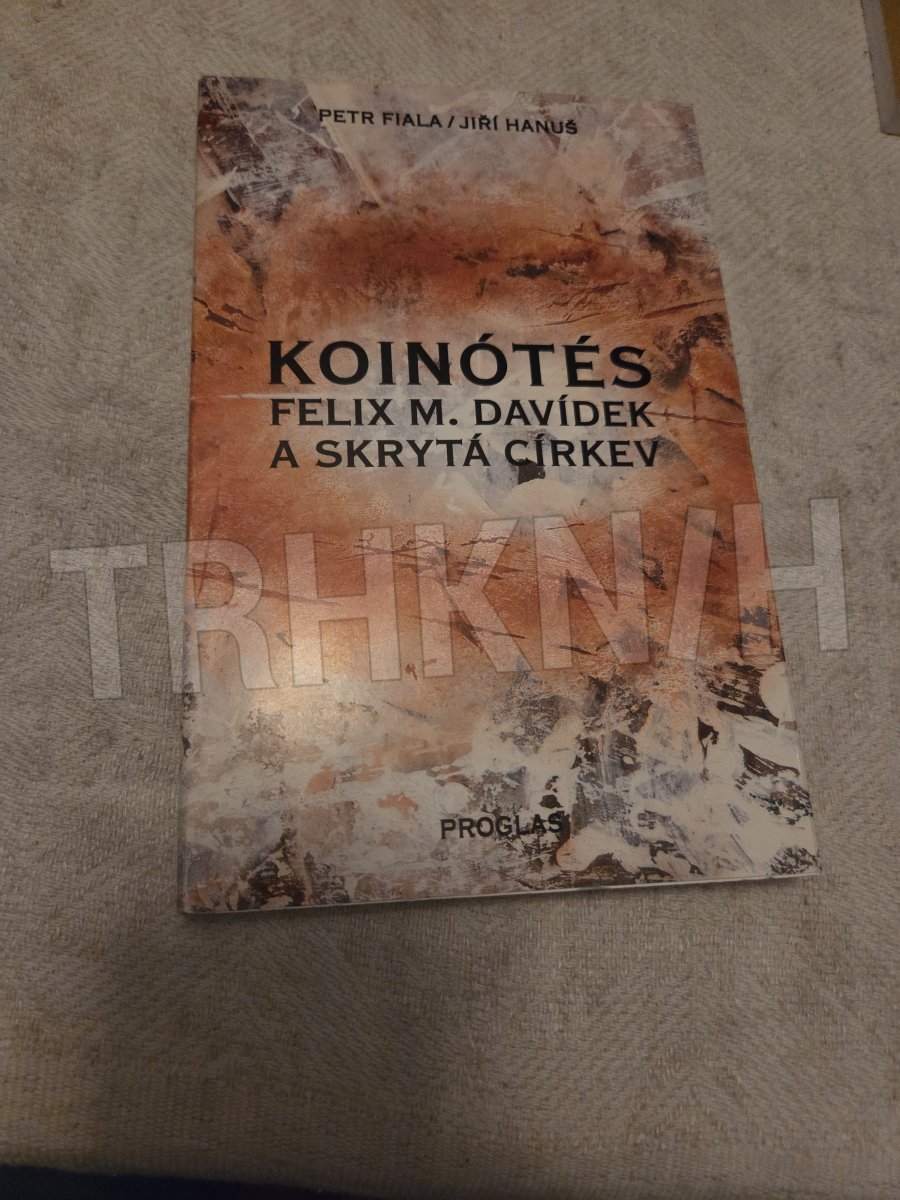 PETR FIALA/JIŘÍ HANUŠ
KOINÓTÉS
FELIX M. DAVÍDEK
A SKRYTÁ CÍRKEV
TRHKNIH
PROGLAS